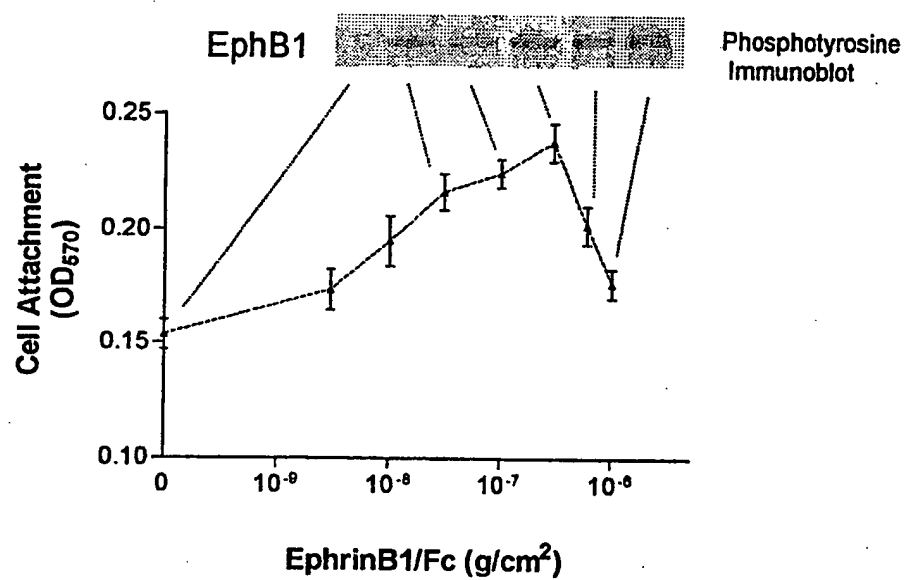 EphB1
Phosphotyrosine
Immunoblot
Cell Attachment
(OD₅₇₀)
0.25
0.20
0.15
0.10
0
10⁻⁹
10⁻⁸
10⁻⁷
10⁻⁶
EphrinB1/Fc (g/cm²)